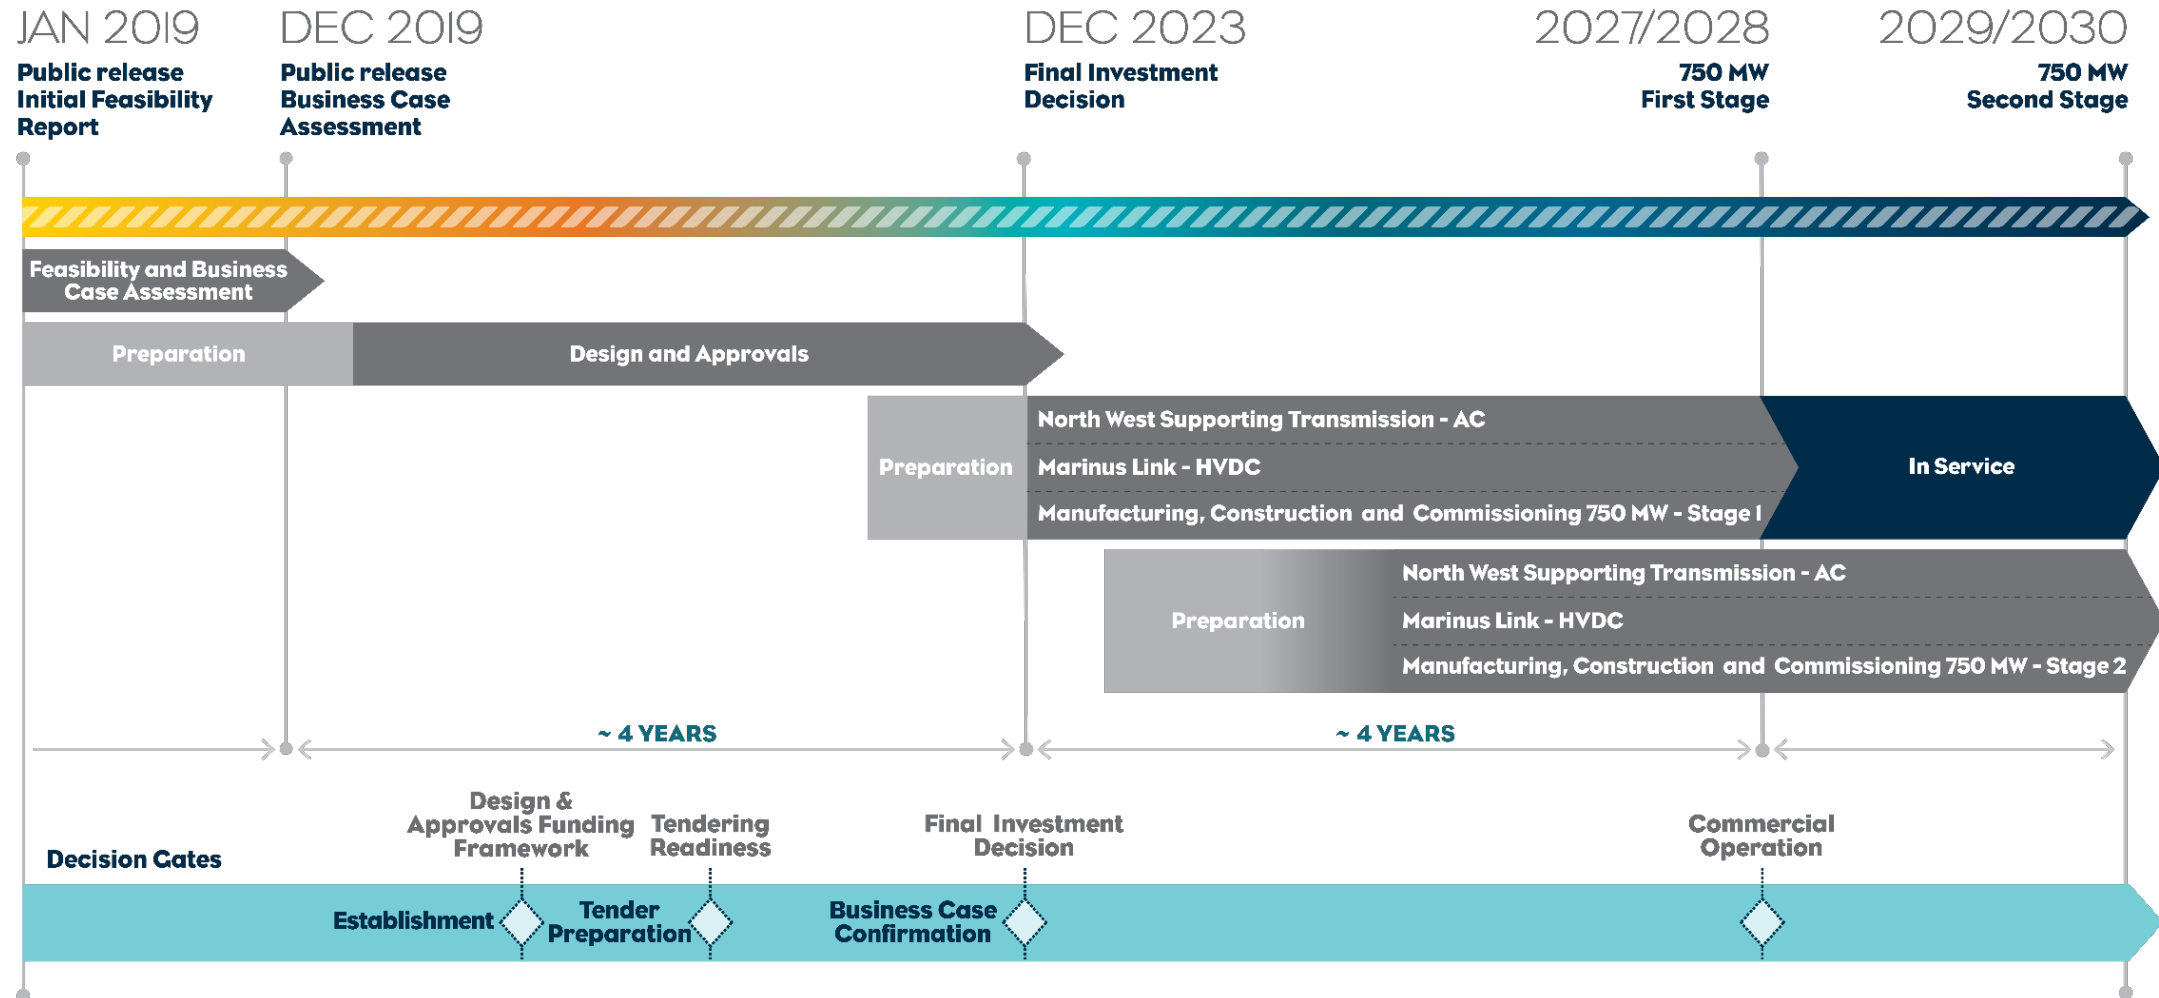 JAN 2019
Public release
Initial Feasibility
Report
DEC 2019
Public release
Business Case
Assessment
DEC 2023
Final Investment
Decision
2027/2028
750 MW
First Stage
2029/2030
750 MW
Second Stage
Feasibility and Business
Case Assessment
Preparation
Design and Approvals
Preparation
North West Supporting Transmission - AC
Marinus Link - HVDC
Manufacturing, Construction and Commissioning 750 MW - Stage 1
In Service
Preparation
North West Supporting Transmission - AC
Marinus Link - HVDC
Manufacturing, Construction and Commissioning 750 MW - Stage 2
~ 4 YEARS
~ 4 YEARS
Decision Gates
Design &
Approvals Funding
Framework
Tendering
Readiness
Final Investment
Decision
Commercial
Operation
Establishment
Tender
Preparation
Business Case
Confirmation